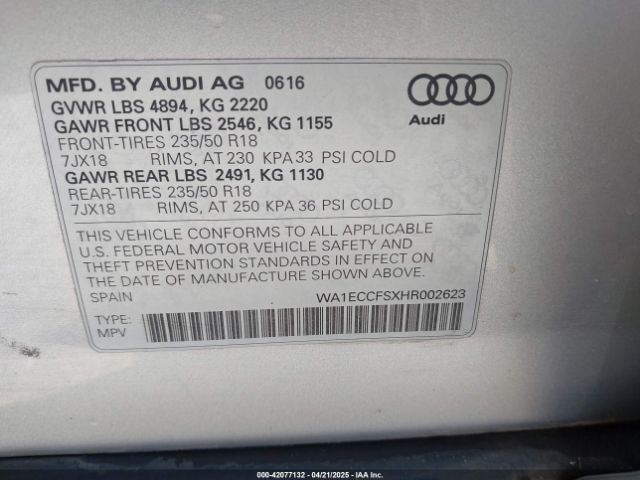 MFD. BY AUDI AG 0616
GVWR LBS 4894, KG 2220
GAWR FRONT LBS 2546, KG 1155
FRONT-TIRES 235/50 R18
7JX18 RIMS, AT 230 KPA 33 PSI COLD
GAWR REAR LBS 2491, KG 1130
REAR-TIRES 235/50 R18
7JX18 RIMS, AT 250 KPA 36 PSI COLD
Audi
THIS VEHICLE CONFORMS TO ALL APPLICABLE
U.S. FEDERAL MOTOR VEHICLE SAFETY AND
THEFT PREVENTION STANDARDS IN EFFECT ON
THE DATE OF MANUFACTURE SHOWN ABOVE.
SPAIN WA1ECCFSXHR002623
TYPE:
MPV
000-42077132 - 04/21/2025 - IAA Inc.